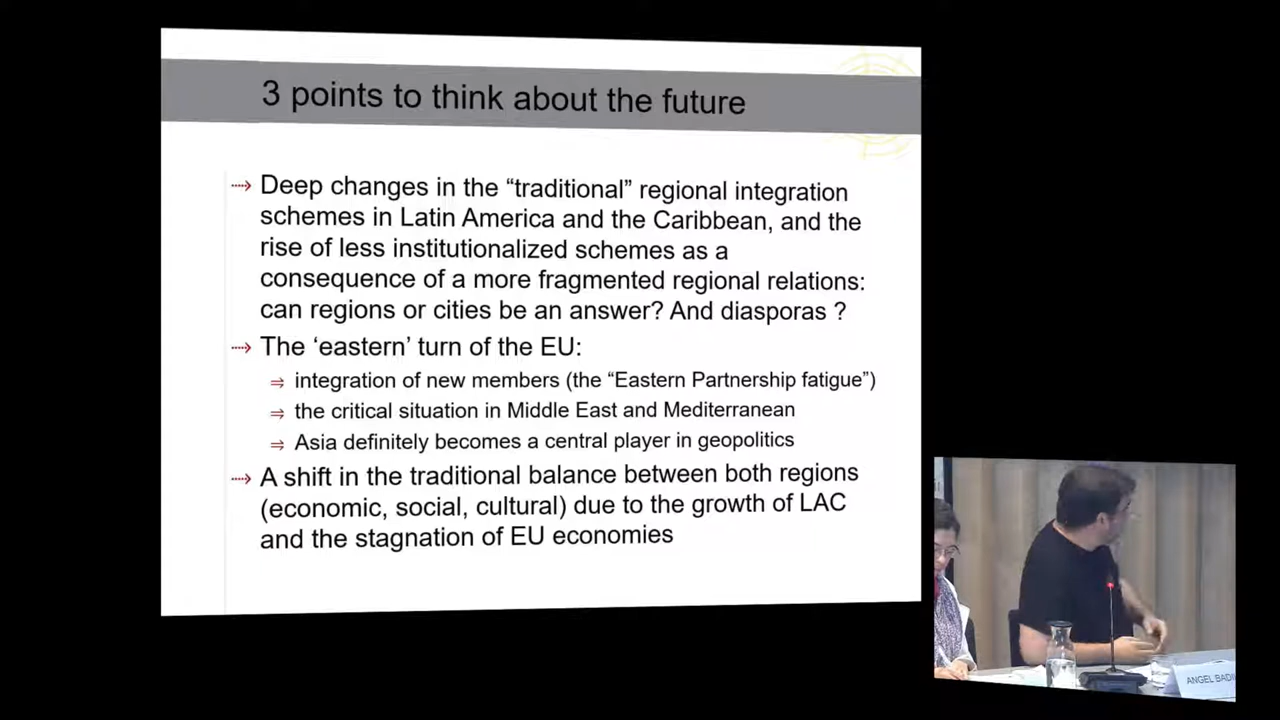 3 points to think about the future
Deep changes in the “traditional” regional integration
schemes in Latin America and the Caribbean, and the
rise of less institutionalized schemes as a
consequence of a more fragmented regional relations:
can regions or cities be an answer? And diasporas ?
The ‘eastern’ turn of the EU:
integration of new members (the “Eastern Partnership fatigue”)
the critical situation in Middle East and Mediterranean
Asia definitely becomes a central player in geopolitics
A shift in the traditional balance between both regions
(economic, social, cultural) due to the growth of LAC
and the stagnation of EU economies
ANGEL